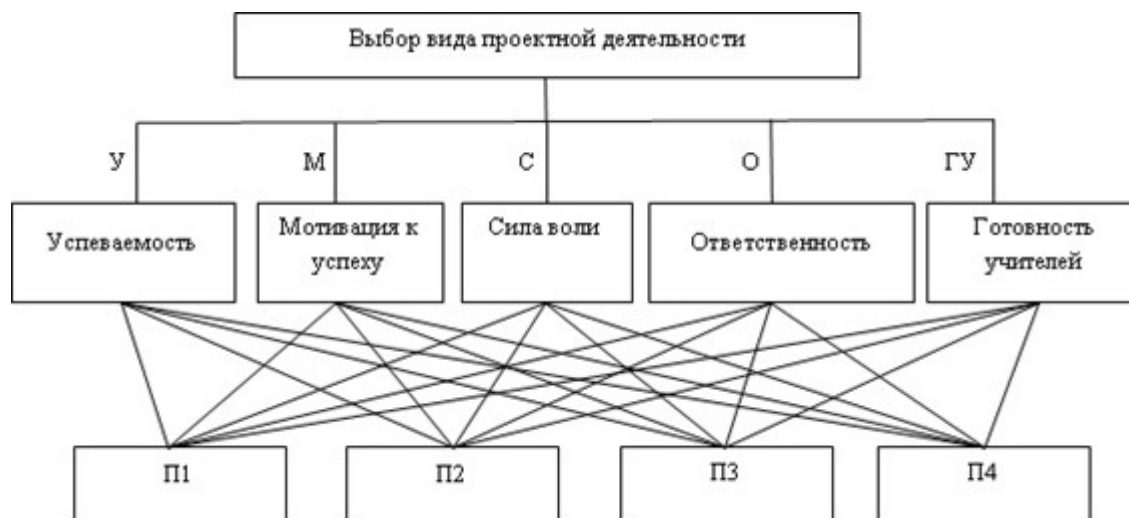 Выбор вида проектной деятельности
У
М
С
О
ГУ
Успеваемость
Мотивация к
успеху
Сила воли
Ответственность
Готовность
учителей
П1
П2
П3
П4